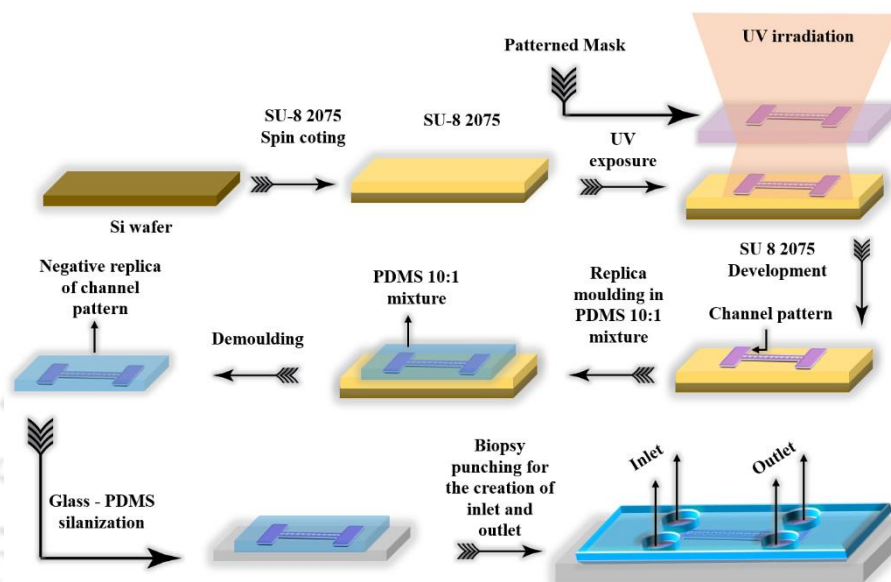 Patterned Mask
UV irradiation
SU-8 2075
Spin coting
SU-8 2075
UV
exposure
Si wafer
SU 8 2075
Development
Negative replica
of channel
pattern
Demoulding
PDMS 10:1
mixture
Replica
moulding in
PDMS 10:1
mixture
Channel pattern
Glass - PDMS
silanization
Biopsy
punching for
the creation of
inlet and
outlet
Inlet
Outlet